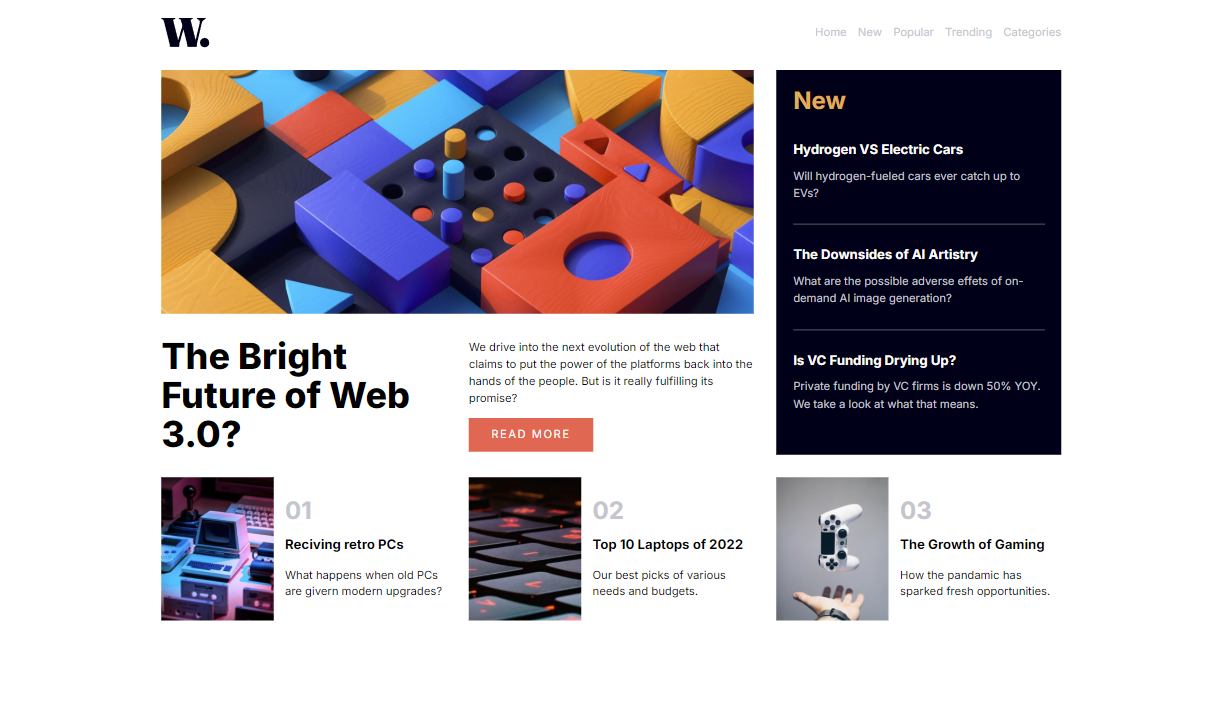 W.
Home New Popular Trending Categories
New
Hydrogen VS Electric Cars
Will hydrogen-fueled cars ever catch up to
EVs?
The Downsides of AI Artistry
What are the possible adverse effets of on-
demand AI image generation?
Is VC Funding Drying Up?
Private funding by VC firms is down 50% YOY.
We take a look at what that means.
The Bright
Future of Web
3.0?
We drive into the next evolution of the web that
claims to put the power of the platforms back into the
hands of the people. But is it really fulfilling its
promise?
READ MORE
01
Reciving retro PCs
What happens when old PCs
are givern modern upgrades?
02
Top 10 Laptops of 2022
Our best picks of various
needs and budgets.
03
The Growth of Gaming
How the pandamic has
sparked fresh opportunities.